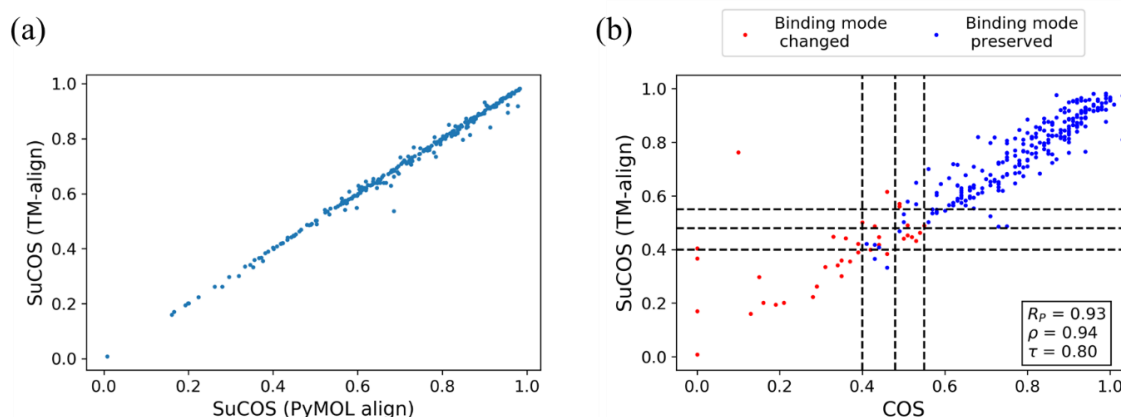 (a)
SuCOS (TM-align)
1.0
0.8
0.6
0.4
0.2
0.0
0.0 0.2 0.4 0.6 0.8 1.0
SuCOS (PyMOL align)
(b)
Binding mode
changed
Binding mode
preserved
SuCOS (TM-align)
1.0
0.8
0.6
0.4
0.2
0.0
R_P = 0.93
ρ = 0.94
τ = 0.80
0.0 0.2 0.4 0.6 0.8 1.0
COS